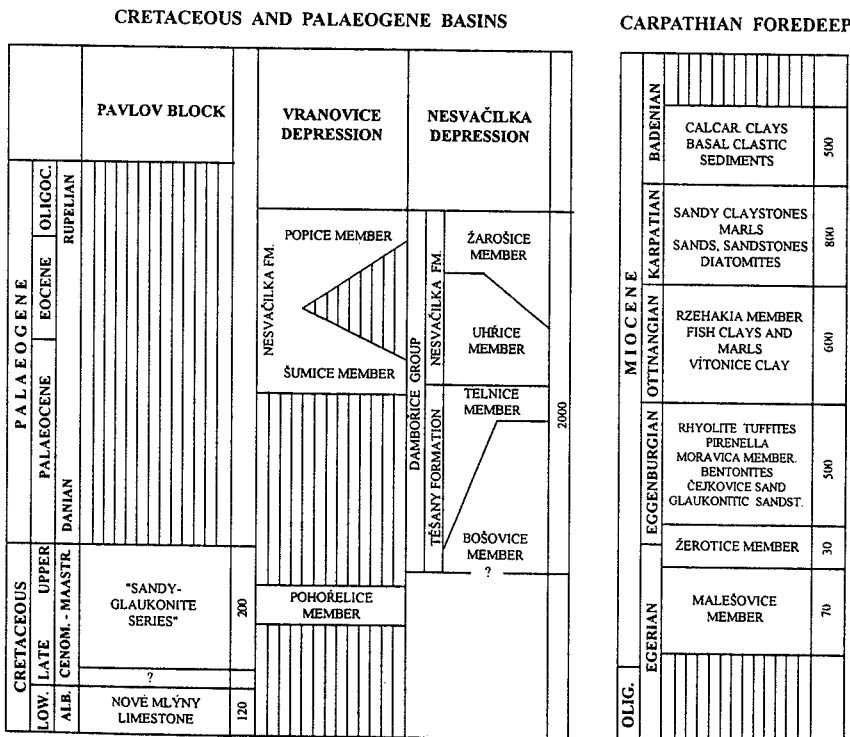 CRETACEOUS AND PALAEOGENE BASINS
PAVLOV BLOCK
VRANOVICE
DEPRESSION
NESVAČILKA
DEPRESSION
PALAEOGENE
OLIGOC.
EOCENE
PALAEOCENE
RUPELIAN
DANIAN
NESVAČILKA FM.
POPICE MEMBER
ŠUMICE MEMBER
DAMBOŘICE GROUP
NESVAČILKA FM.
TĚŠANY FORMATION
ŽAROŠICE
MEMBER
UHŘICE
MEMBER
TELNICE
MEMBER
BOŠOVICE
MEMBER
?
2000
CRETACEOUS
UPPER
LATE
LOW.
CENOM. - MAASTR.
ALB.
"SANDY-
GLAUKONITE
SERIES"
200
?
NOVÉ MLÝNY
LIMESTONE
120
POHOŘELICE
MEMBER
CARPATHIAN FOREDEEP
MIOCENE
OLIG.
BADENIAN
CALCAR. CLAYS
BASAL CLASTIC
SEDIMENTS
500
KARPATIAN
SANDY CLAYSTONES
MARLS
SANDS, SANDSTONES
DIATOMITES
800
OTTNANGIAN
RZEHAKIA MEMBER
FISH CLAYS AND
MARLS
VÍTONICE CLAY
600
EGGENBURGIAN
RHYOLITE TUFFITES
PIRENELLA
MORAVICA MEMBER.
BENTONITES
ČEJKOVICE SAND
GLAUKONITIC SANDST.
500
ŽEROTICE MEMBER
30
EGERIAN
MALEŠOVICE
MEMBER
70